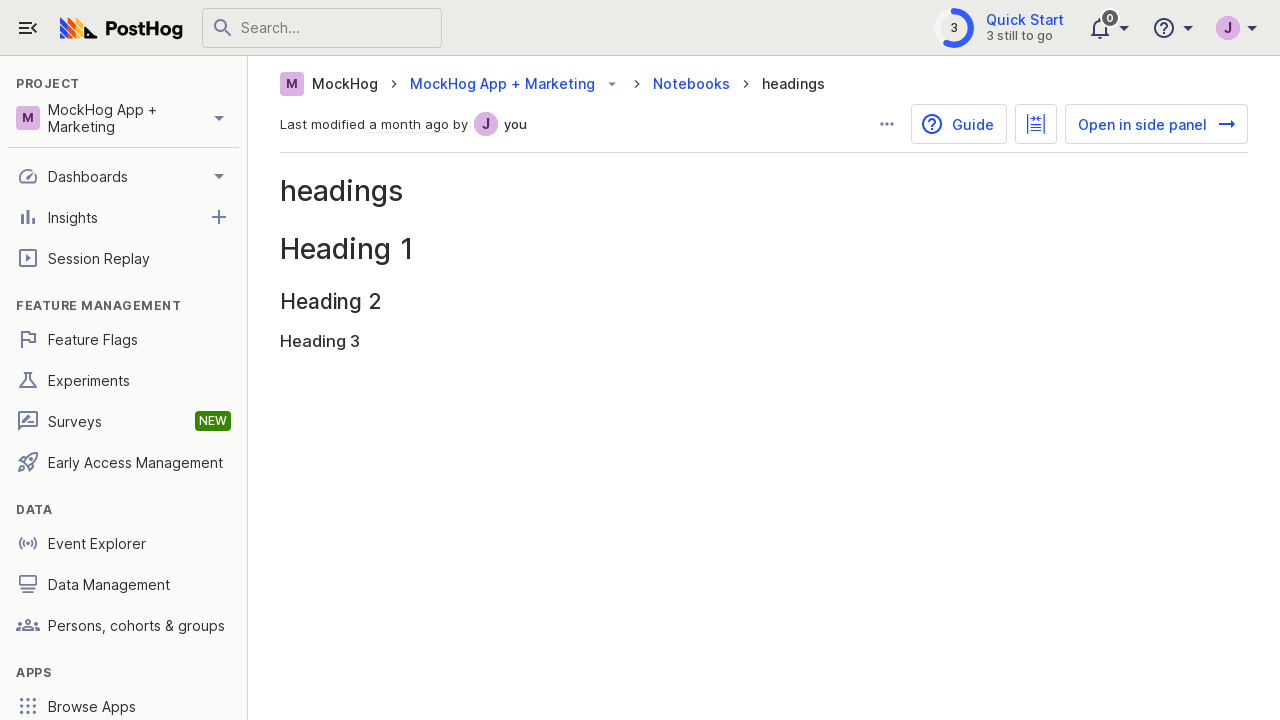 PostHog
Search...
3
Quick Start
3 still to go
0
J
PROJECT
M
MockHog App +
Marketing
Dashboards
Insights
Session Replay
FEATURE MANAGEMENT
Feature Flags
Experiments
Surveys
NEW
Early Access Management
DATA
Event Explorer
Data Management
Persons, cohorts & groups
APPS
Browse Apps
M
MockHog
MockHog App + Marketing
Notebooks
headings
Last modified a month ago by
J
you
Guide
Open in side panel
headings
Heading 1
Heading 2
Heading 3